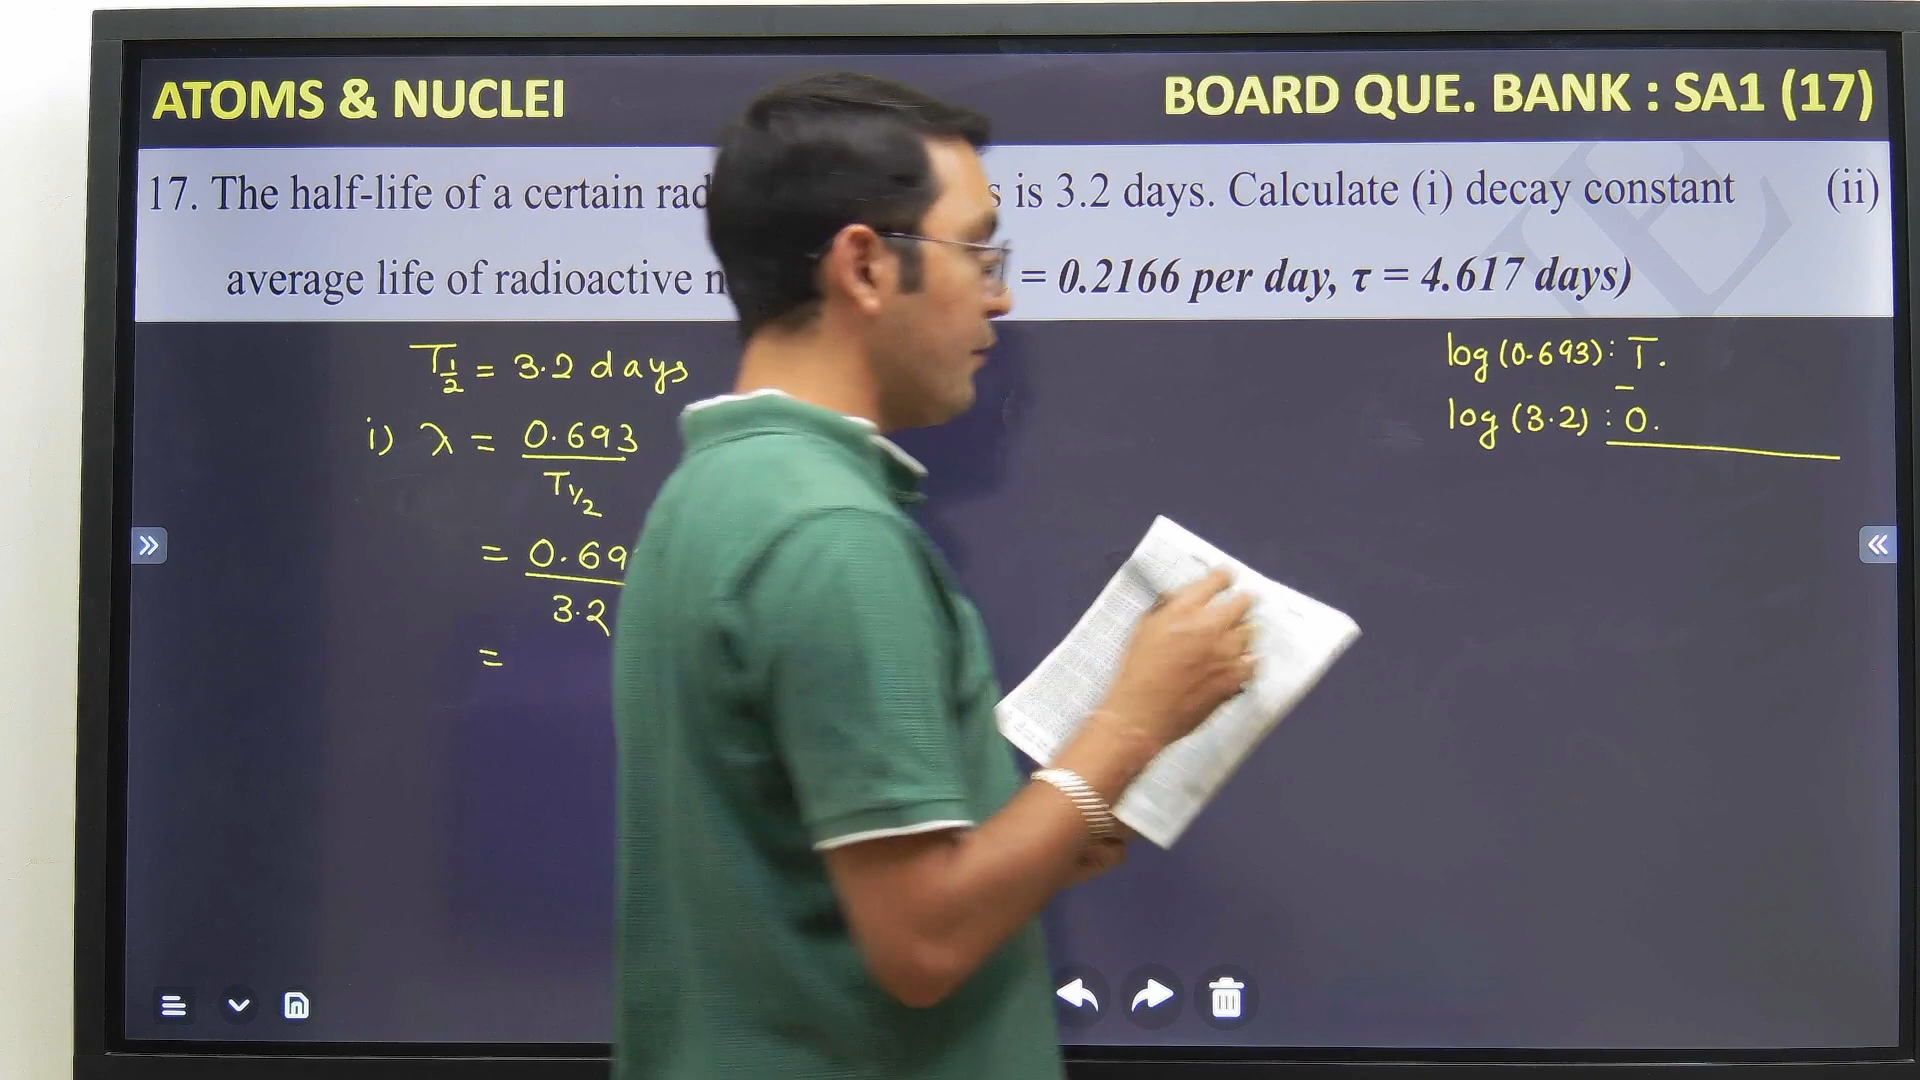 ATOMS & NUCLEI BOARD QUE. BANK : SA1 (17)
17. The half-life of a certain rad s is 3.2 days. Calculate (i) decay constant (ii)
average life of radioactive n = 0.2166 per day, τ = 4.617 days)
T½ = 3.2 days
i) λ = 0.693
T½
= 0.69
3.2
=
log (0.693) : 1̅.
−
log (3.2) : 0.